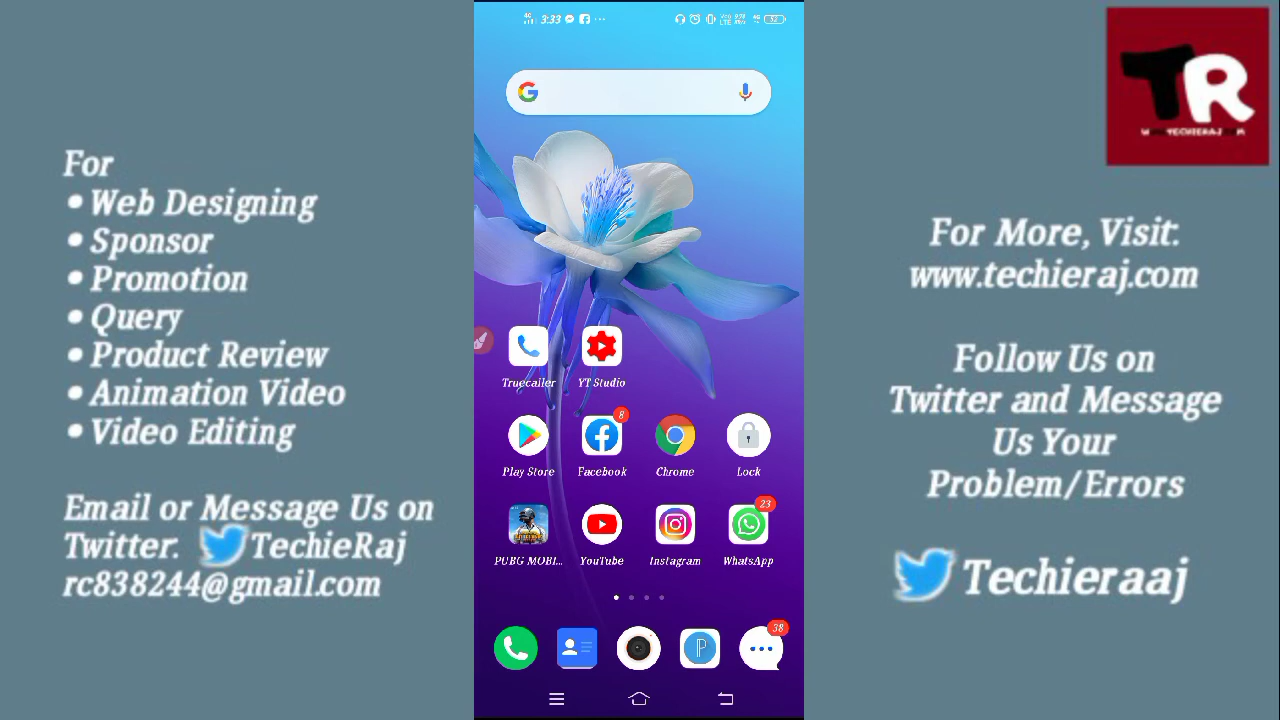 For
• Web Designing
• Sponsor
• Promotion
• Query
• Product Review
• Animation Video
• Video Editing
Email or Message Us on
Twitter. TechieRaj
rc838244@gmail.com
4G 3:33 ...
52
G
Truecaller YT Studio
8
Play Store Facebook Chrome Lock
23
PUBG MOBI... YouTube Instagram WhatsApp
38
TR
For More, Visit:
www.techieraj.com
Follow Us on
Twitter and Message
Us Your
Problem/Errors
Techieraaj